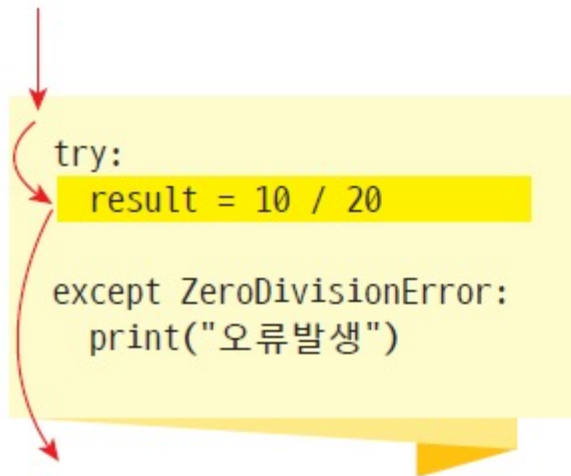 try:
result = 10 / 20
except ZeroDivisionError:
print("오류발생")